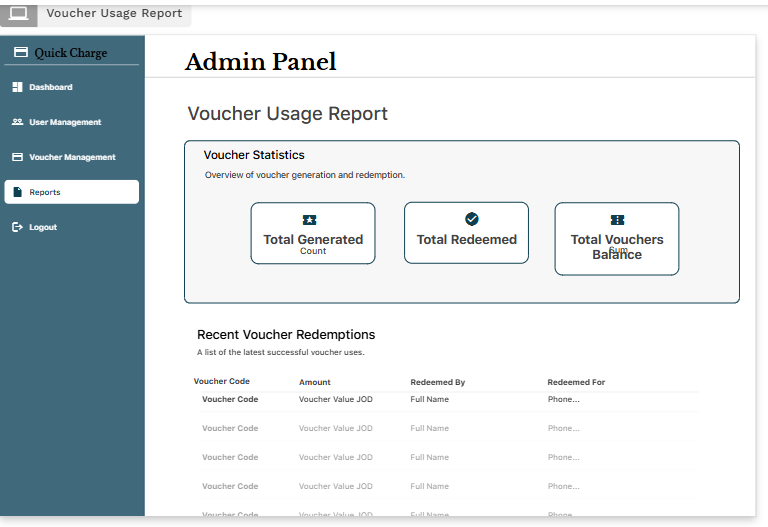 Voucher Usage Report
Quick Charge
Admin Panel
Dashboard
User Management
Voucher Management
Reports
Logout
Voucher Usage Report
Voucher Statistics
Overview of voucher generation and redemption.
Total Generated
Count
Total Redeemed
Total Vouchers
Sum
Balance
Recent Voucher Redemptions
A list of the latest successful voucher uses.
Voucher Code Amount Redeemed By Redeemed For
Voucher Code Voucher Value JOD Full Name Phone...
Voucher Code Voucher Value JOD Full Name Phone...
Voucher Code Voucher Value JOD Full Name Phone...
Voucher Code Voucher Value JOD Full Name Phone...
Voucher Code Voucher Value JOD Full Name Phone...